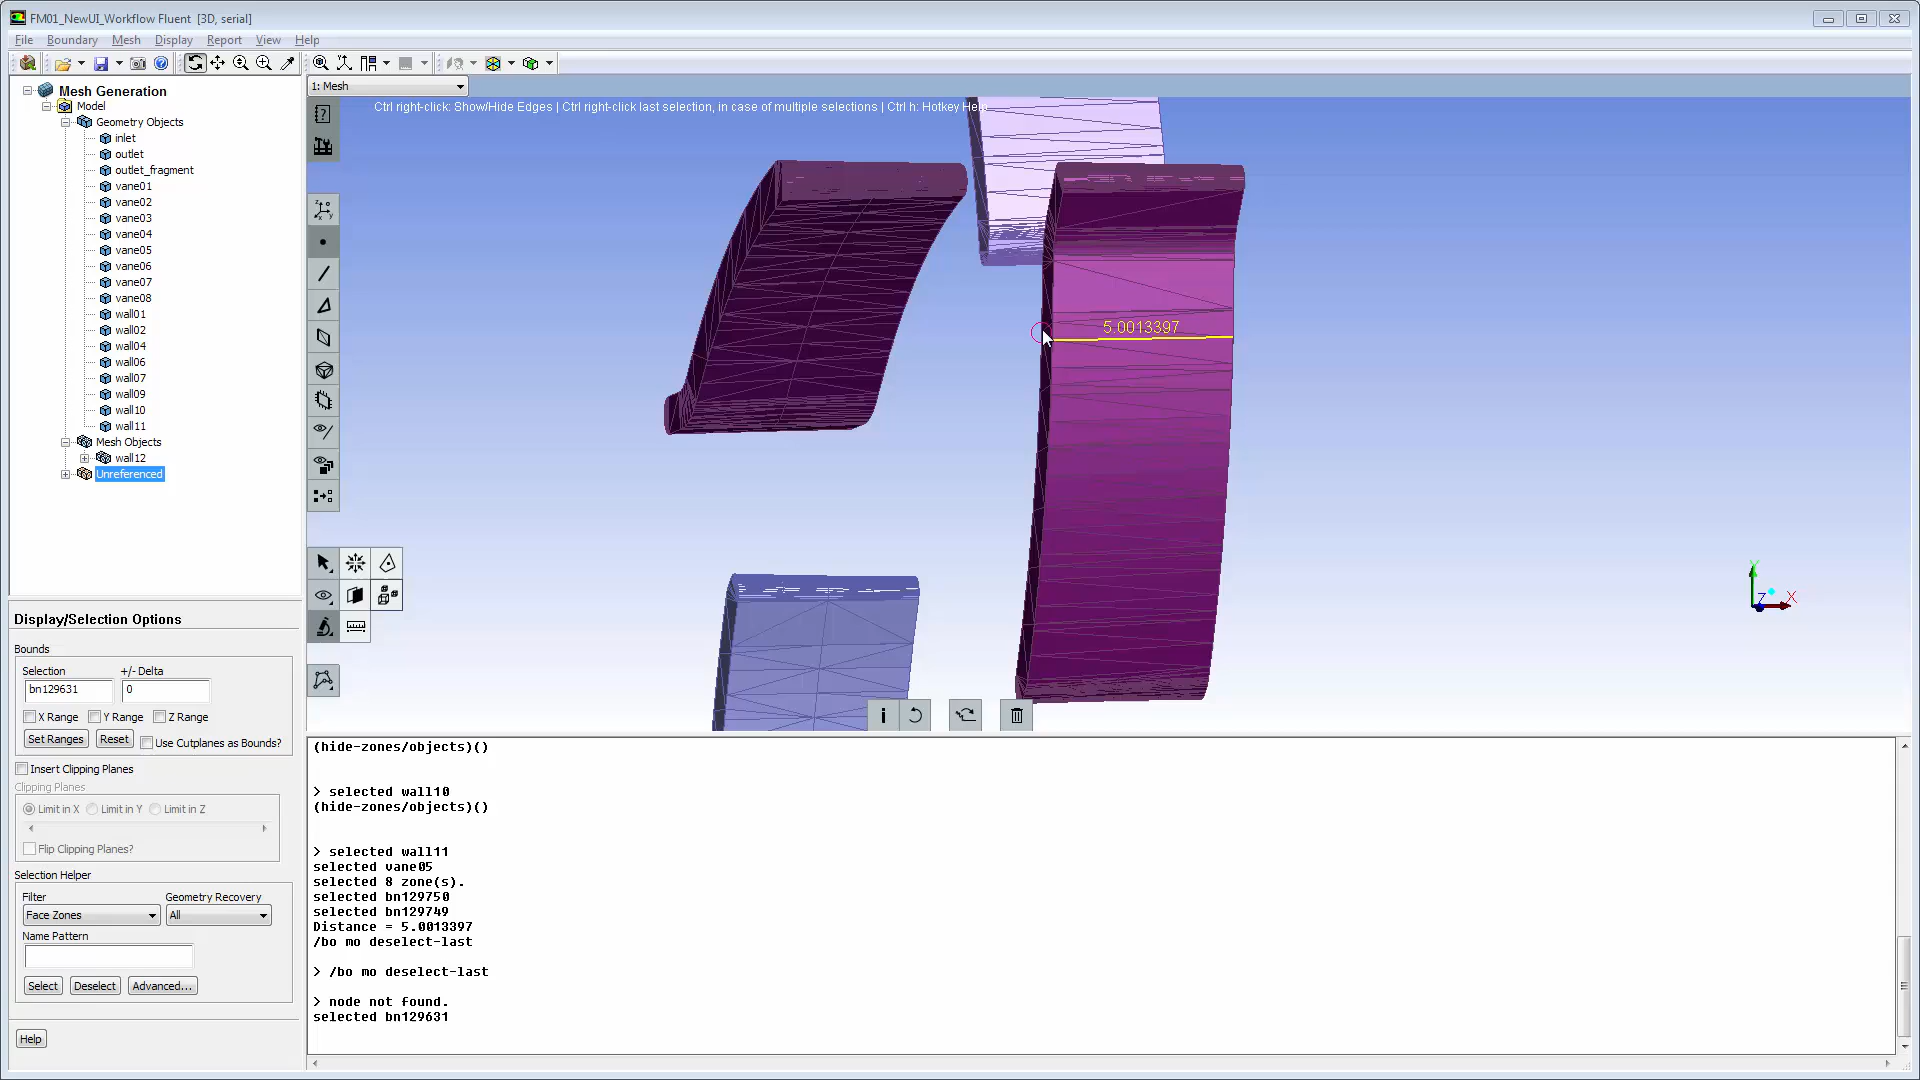 FM01_NewUI_Workflow Fluent  [3D, serial]
File Boundary Mesh Display Report View Help
1: Mesh
Mesh Generation
Model
Geometry Objects
inlet
outlet
outlet_fragment
vane01
vane02
vane03
vane04
vane05
vane06
vane07
vane08
wall01
wall02
wall04
wall06
wall07
wall09
wall10
wall11
Mesh Objects
wall12
Unreferenced
Ctrl right-click: Show/Hide Edges | Ctrl right-click last selection, in case of multiple selections | Ctrl h: Hotkey Help
5.0013397
Y
Z
X
Display/Selection Options
Bounds
Selection +/- Delta
bn129631 0
X Range Y Range Z Range
Set Ranges Reset Use Cutplanes as Bounds?
Insert Clipping Planes
Clipping Planes
Limit in X Limit in Y Limit in Z
Flip Clipping Planes?
Selection Helper
Filter Geometry Recovery
Face Zones All
Name Pattern
Select Deselect Advanced...
Help
(hide-zones/objects)()
> selected wall10
(hide-zones/objects)()
> selected wall11
selected vane05
selected 8 zone(s).
selected bn129750
selected bn129749
Distance = 5.0013397
/bo mo deselect-last
> /bo mo deselect-last
> node not found.
selected bn129631